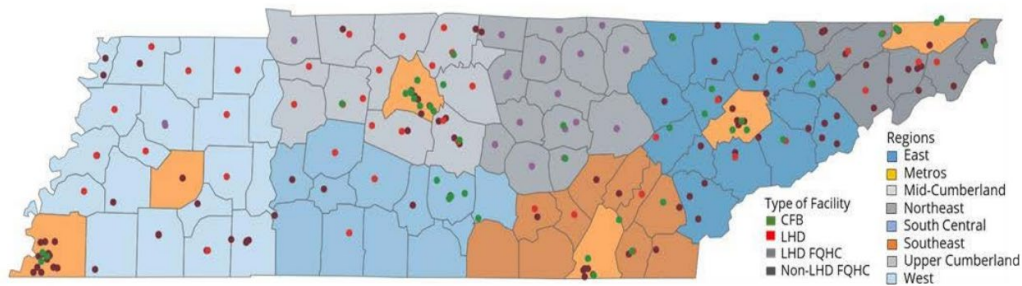 Regions
East
Metros
Mid-Cumberland
Northeast
South Central
Southeast
Upper Cumberland
West
Type of Facility
CFB
LHD
LHD FQHC
Non-LHD FQHC